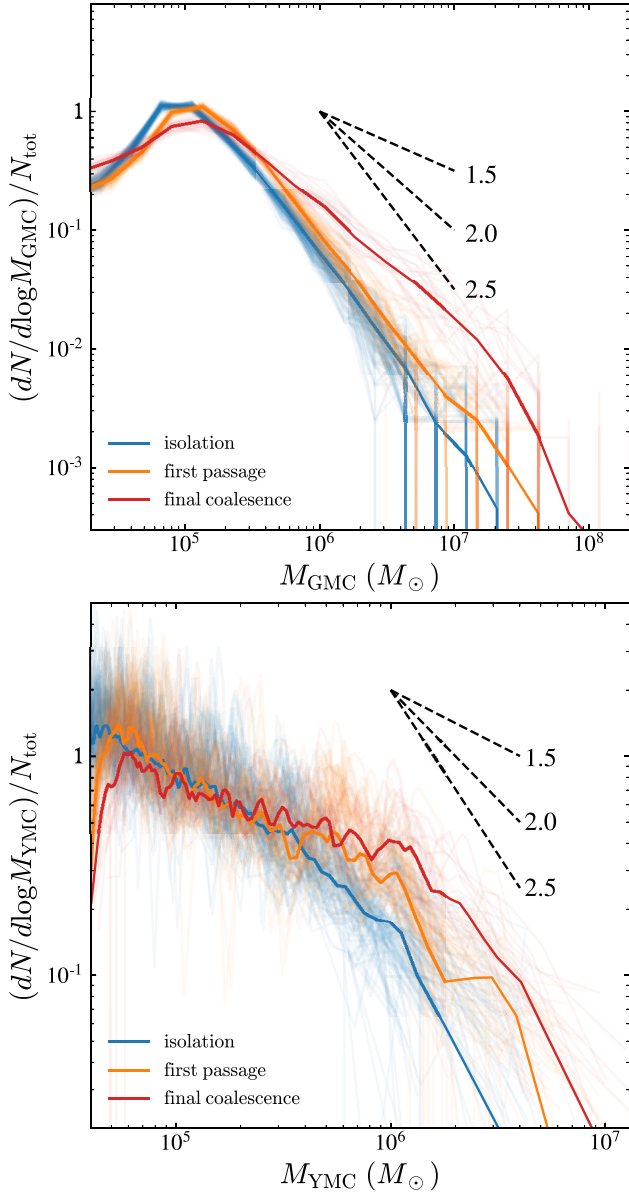 (dN/dlogM_GMC)/N_tot
1
10^-1
10^-2
10^-3
1.5
2.0
2.5
isolation
first passage
final coalesence
10^5
10^6
10^7
10^8
M_GMC (M_⊙)
(dN/dlogM_YMC)/N_tot
1
10^-1
1.5
2.0
2.5
isolation
first passage
final coalescence
10^5
10^6
10^7
M_YMC (M_⊙)